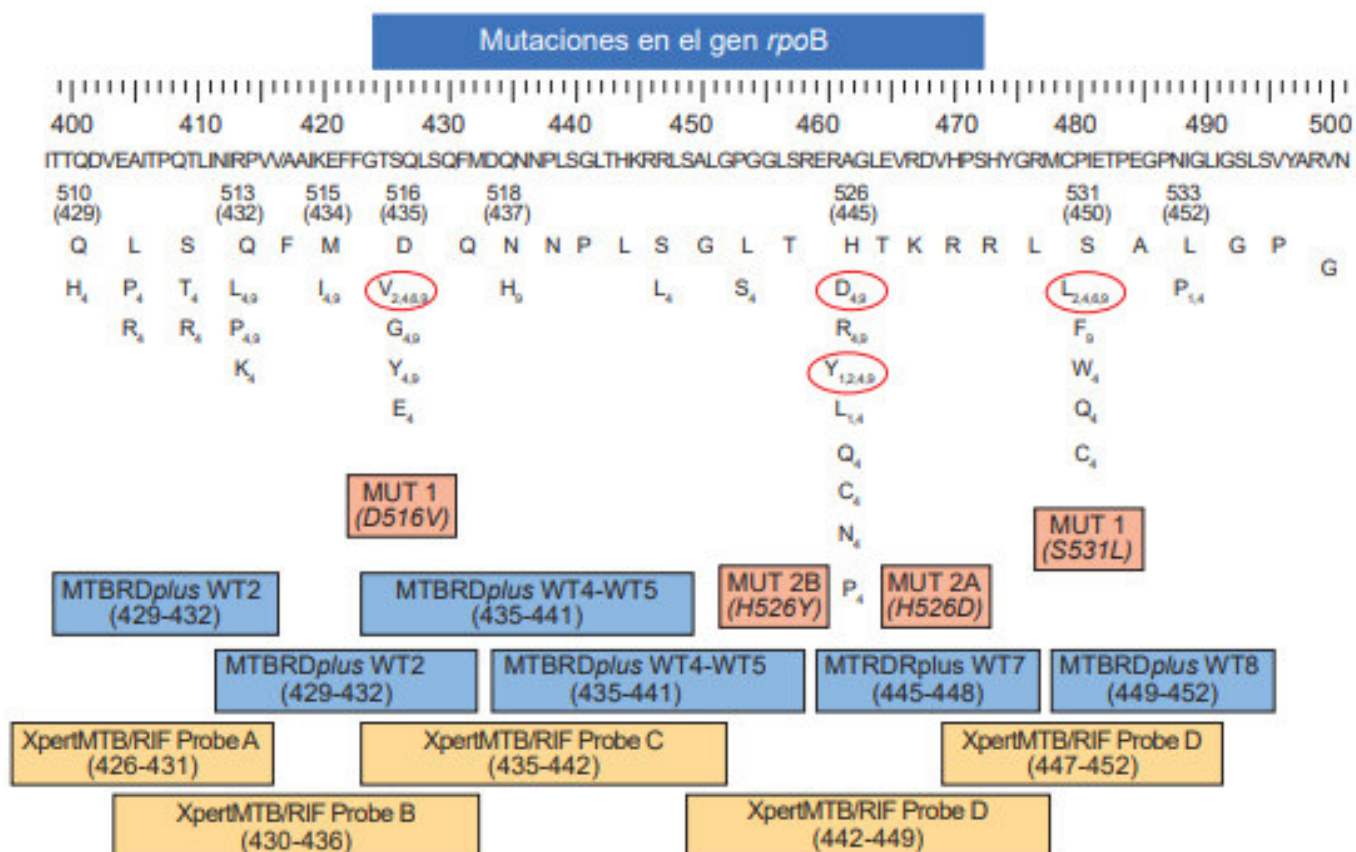 Mutaciones en el gen rpoB
400 410 420 430 440 450 460 470 480 490 500
ITTQDVEAITPQTLINIRPVVAAIKEFFGTSQLSQFMDQNNPLSGLTHKRRLSALGPGGLSRERAGLEVRDVHPSHYGRMCPIETPEGPNIGLIGSLSVYARVN
510 513 515 516 518 526 531 533
(429) (432) (434) (435) (437) (445) (450) (452)
Q L S Q F M D Q N N P L S G L T H T K R R L S A L G P G
H4 P4 T4 L4,9 I4,9 V2,4,6,9 H9 L4 S4 D4,9 L2,4,6,9 P1,4
R4 R4 P4,9 G4,9 R4,9 F9
K4 Y4,9 Y1,2,4,9 W4
E4 L1,4 Q4
Q4 C4
C4
N4
P4
MUT 1
(D516V)
MUT 1
(S531L)
MUT 2B
(H526Y)
MUT 2A
(H526D)
MTBRDplus WT2
(429-432)
MTBRDplus WT4-WT5
(435-441)
MTBRDplus WT2
(429-432)
MTBRDplus WT4-WT5
(435-441)
MTRDRplus WT7
(445-448)
MTBRDplus WT8
(449-452)
XpertMTB/RIF Probe A
(426-431)
XpertMTB/RIF Probe C
(435-442)
XpertMTB/RIF Probe D
(447-452)
XpertMTB/RIF Probe B
(430-436)
XpertMTB/RIF Probe D
(442-449)